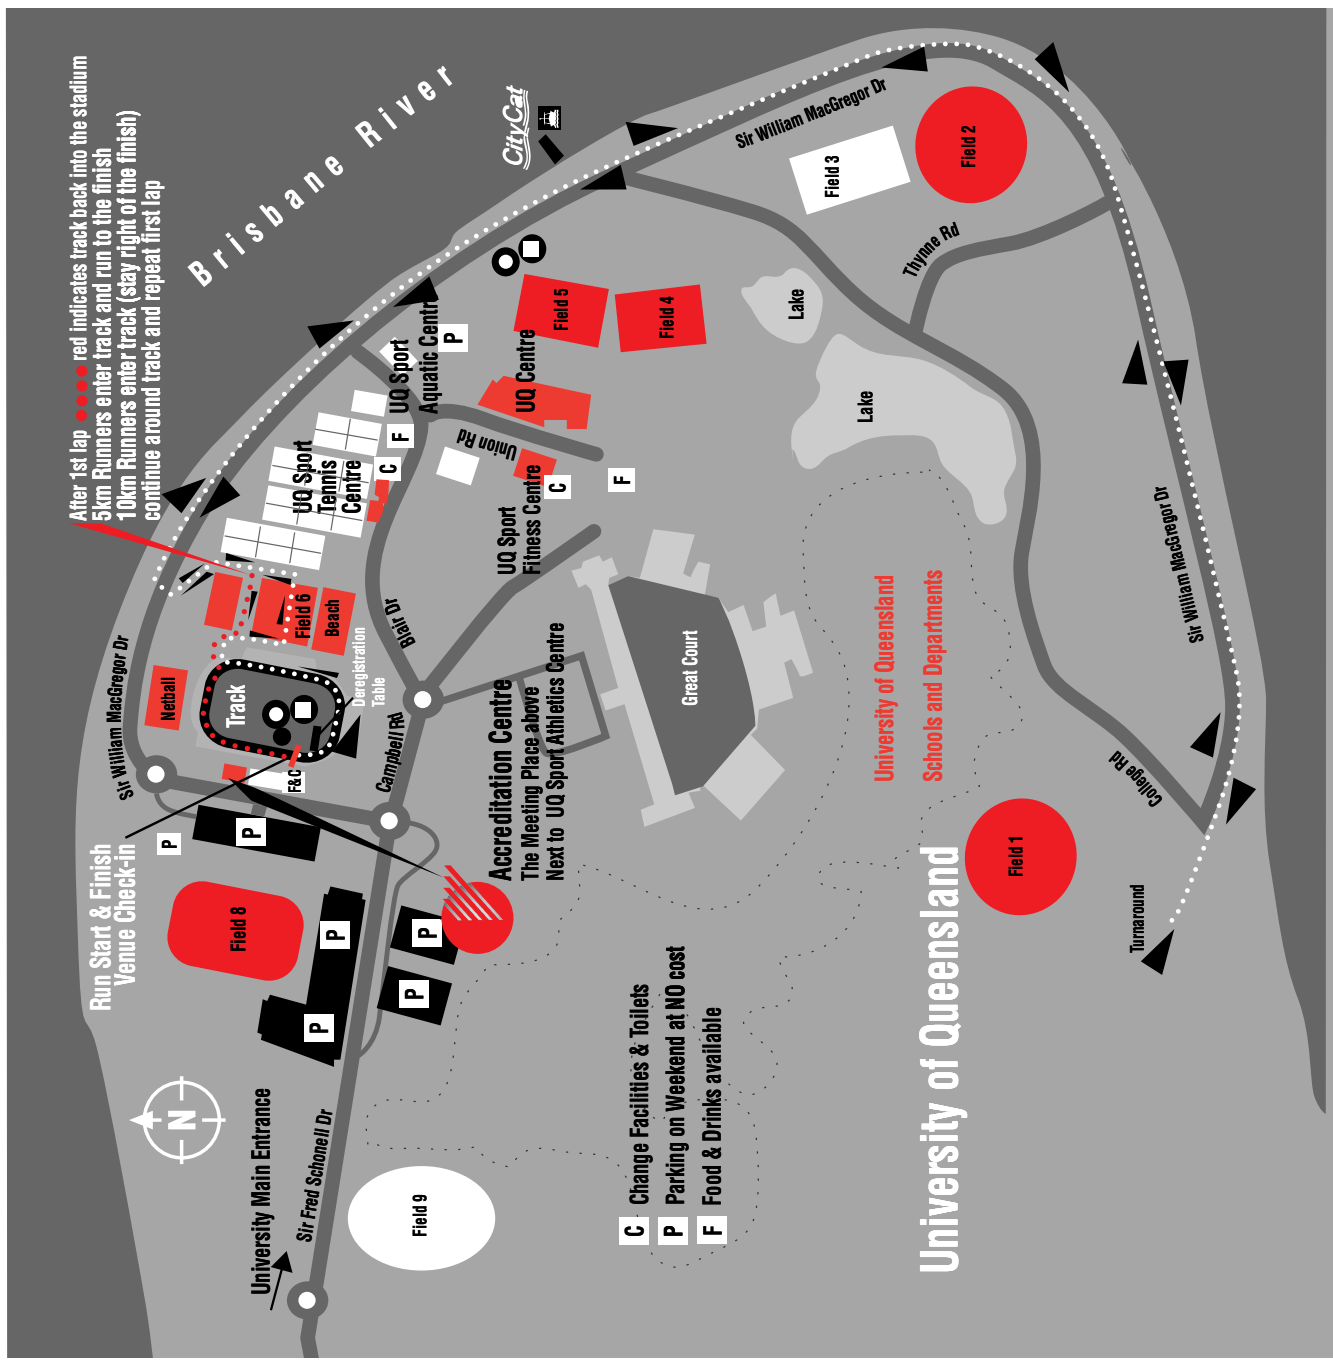 After 1st lap red indicates track back into the stadium
5km Runners enter track and run to the finish
10km Runners enter track (stay right of the finish)
continue around track and repeat first lap
Brisbane River
CityCat
Sir William MacGregor Dr
Field 3
Field 2
Thynne Rd
Lake
Lake
Field 5
Field 4
UQ Sport
Aquatic Centre
P
UQ Centre
Union Rd
F
C
UQ Sport
Tennis
Centre
UQ Sport
Fitness Centre
C
F
Field 6
Beach
Blair Dr
Deregistration
Table
Track
Netball
Sir William MacGregor Dr
F&C
Campbell Rd
Run Start & Finish
Venue Check-in
P
P
Field 8
P
P
P
P
Accreditation Centre
The Meeting Place above
Next to UQ Sport Athletics Centre
Great Court
University of Queensland
Schools and Departments
Sir William MacGregor Dr
College Rd
Field 1
Turnaround
N
University Main Entrance
Sir Fred Schonell Dr
Field 9
C Change Facilities & Toilets
P Parking on Weekend at NO cost
F Food & Drinks available
University of Queensland